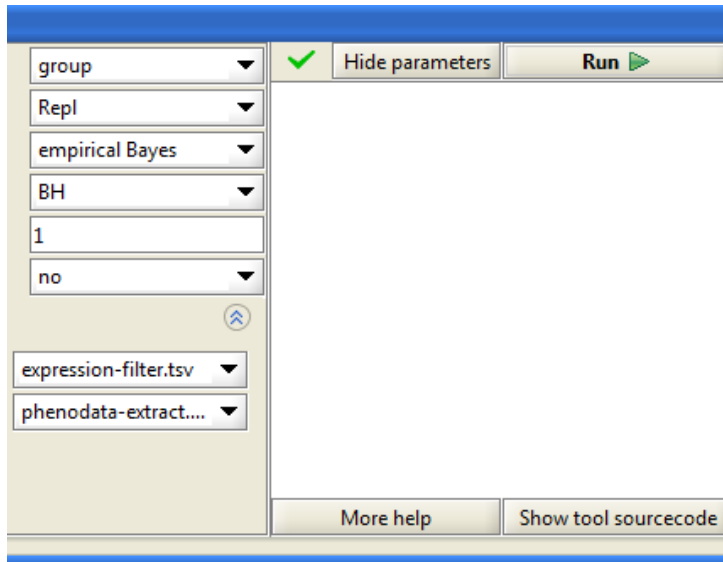 group
Hide parameters
Run
Repl
empirical Bayes
BH
1
no
expression-filter.tsv
phenodata-extract....
More help
Show tool sourcecode